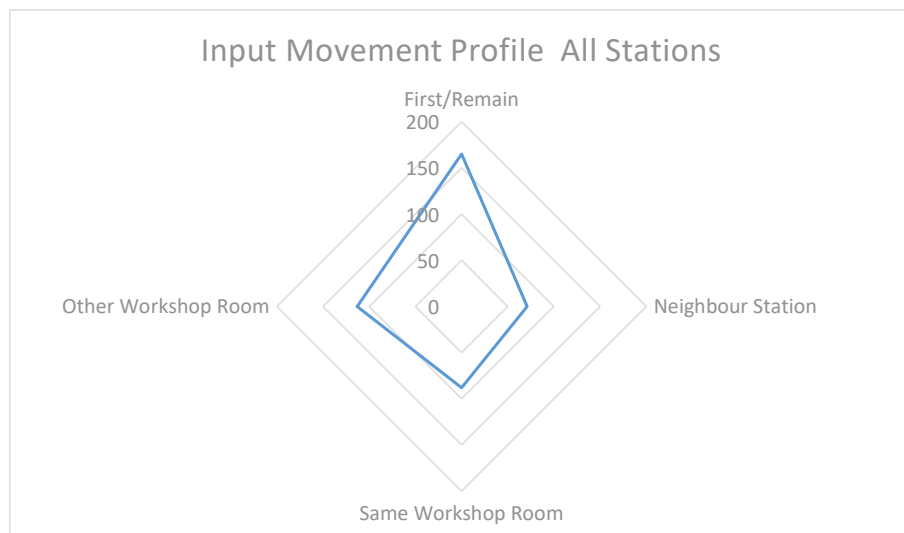 Input Movement Profile  All Stations
First/Remain
200
150
100
50
0
Other Workshop Room
Neighbour Station
Same Workshop Room